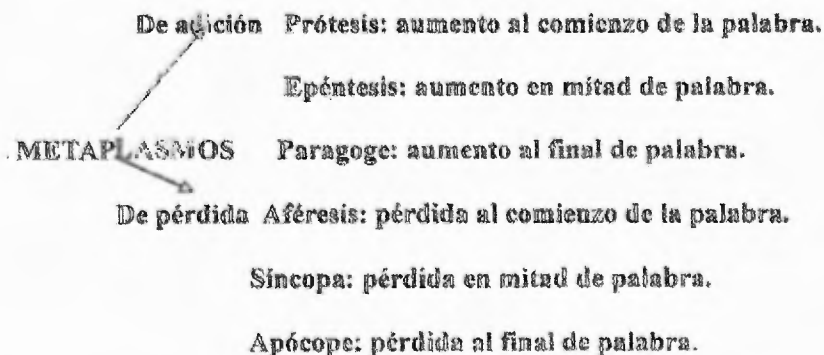 De adición Prótesis: aumento al comienzo de la palabra.
Epéntesis: aumento en mitad de palabra.
METAPLASMOS Paragoge: aumento al final de palabra.
De pérdida Aféresis: pérdida al comienzo de la palabra.
Síncopa: pérdida en mitad de palabra.
Apócope: pérdida al final de palabra.